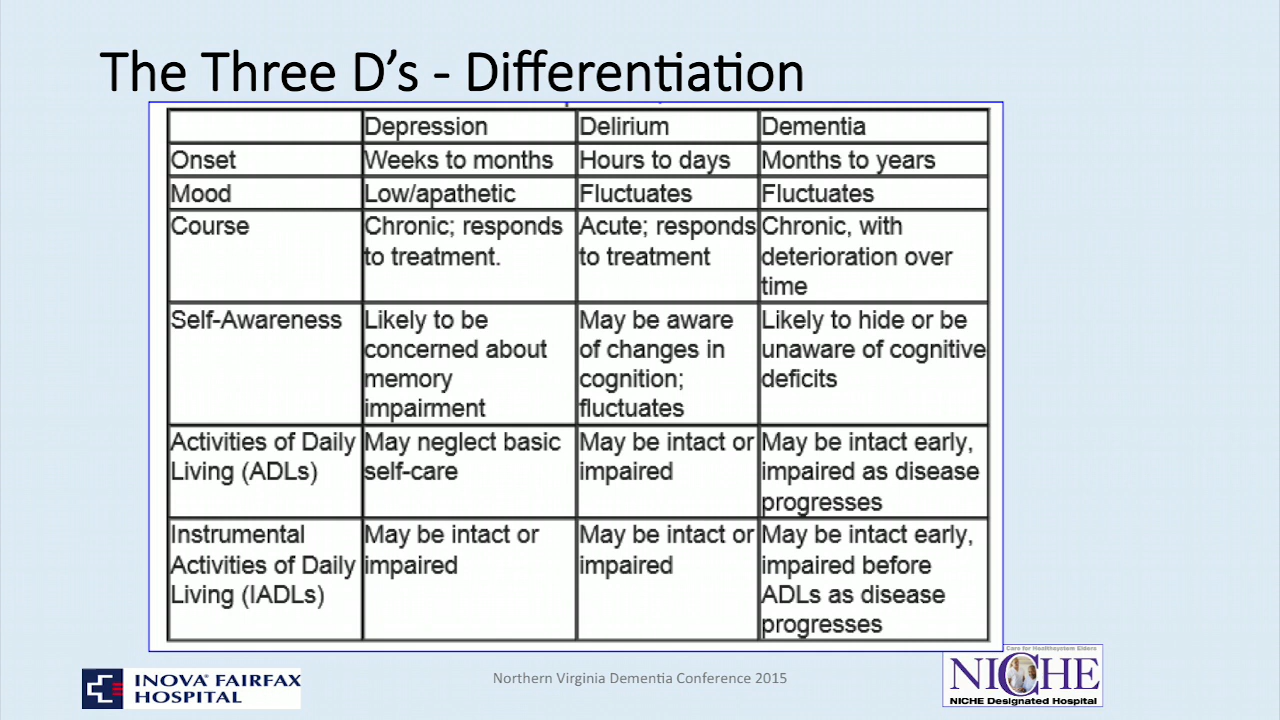 The Three D's - Differentiation
Depression Delirium Dementia
Onset Weeks to months Hours to days Months to years
Mood Low/apathetic Fluctuates Fluctuates
Course Chronic; responds Acute; responds Chronic, with
to treatment. to treatment deterioration over
time
Self-Awareness Likely to be May be aware Likely to hide or be
concerned about of changes in unaware of cognitive
memory cognition; deficits
impairment fluctuates
Activities of Daily May neglect basic May be intact or May be intact early,
Living (ADLs) self-care impaired impaired as disease
progresses
Instrumental May be intact or May be intact or May be intact early,
Activities of Daily impaired impaired impaired before
Living (IADLs) ADLs as disease
progresses
Care for Healthsystem Elders
INOVA® FAIRFAX
HOSPITAL
Northern Virginia Dementia Conference 2015
NICHE
NICHE Designated Hospital